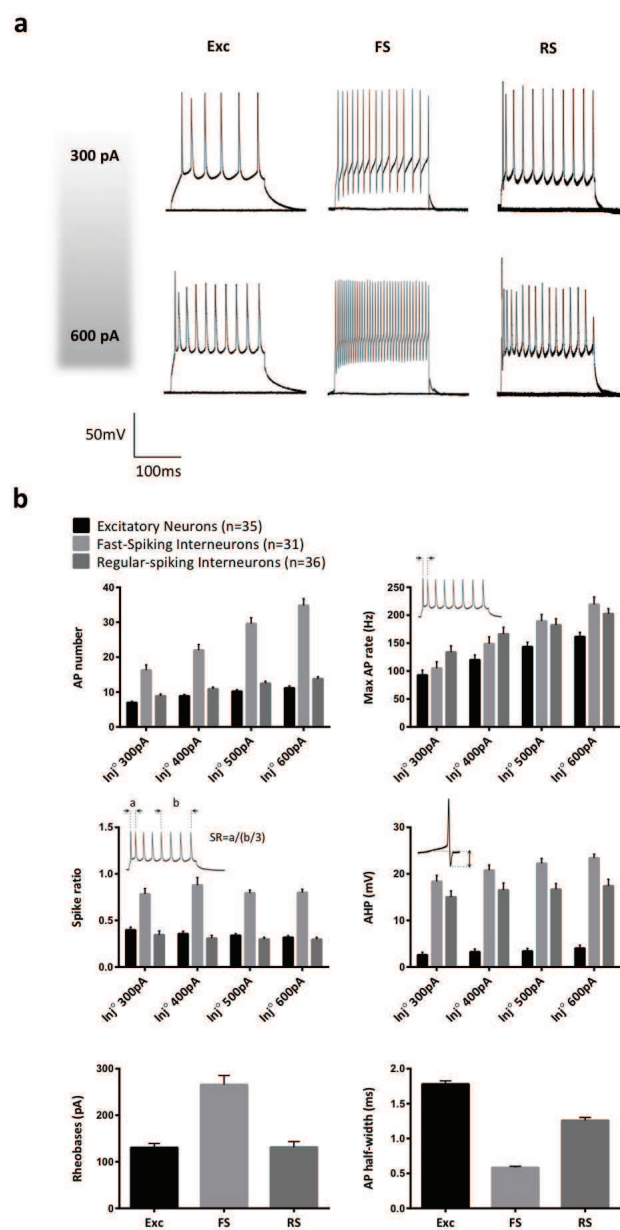 a
Exc FS RS
300 pA
600 pA
50mV
100ms
b
Excitatory Neurons (n=35)
Fast-Spiking Interneurons (n=31)
Regular-spiking Interneurons (n=36)
AP number
40
30
20
10
0
Inj° 300pA
Inj° 400pA
Inj° 500pA
Inj° 600pA
Max AP rate (Hz)
250
200
150
100
50
0
Inj° 300pA
Inj° 400pA
Inj° 500pA
Inj° 600pA
Spike ratio
a b
SR=a/(b/3)
1.5
1.0
0.5
0.0
Inj° 300pA
Inj° 400pA
Inj° 500pA
Inj° 600pA
AHP (mV)
30
20
10
0
Inj° 300pA
Inj° 400pA
Inj° 500pA
Inj° 600pA
Rheobases (pA)
300
200
100
0
Exc FS RS
AP half-width (ms)
2.0
1.5
1.0
0.5
0.0
Exc FS RS